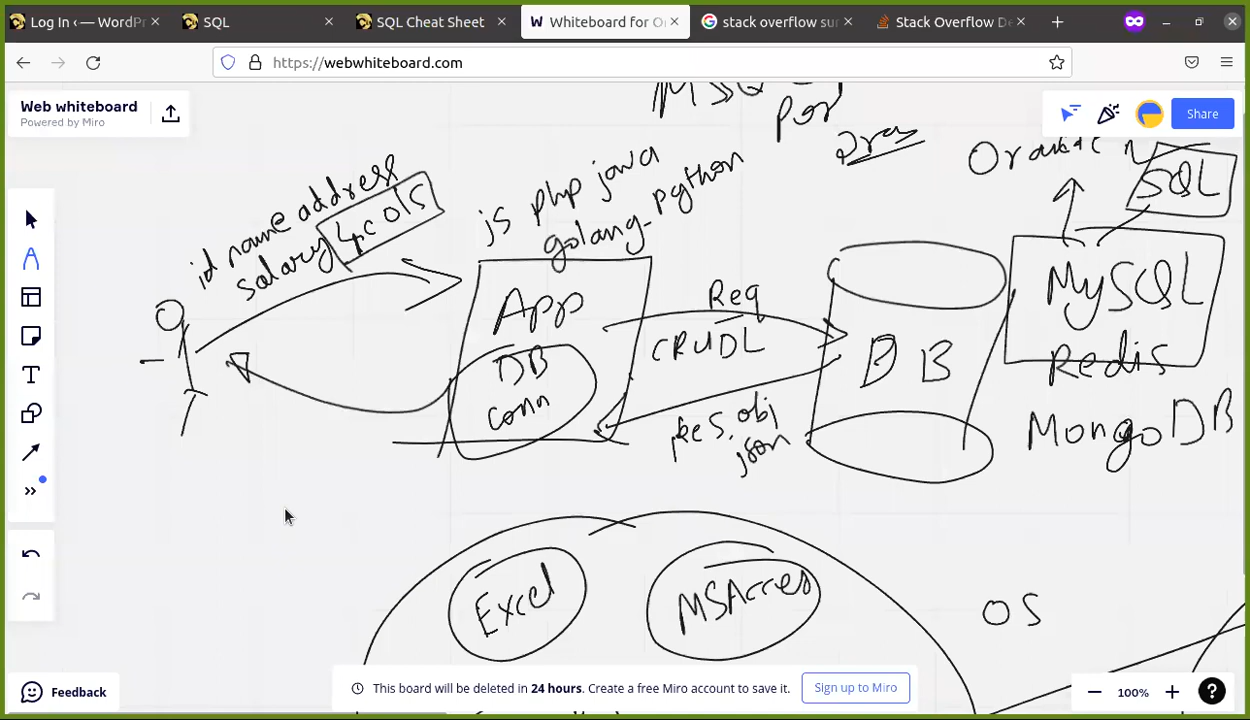 Log In ‹ — WordPr
SQL
SQL Cheat Sheet
Whiteboard for O
stack overflow su
Stack Overflow De
https://webwhiteboard.com
Web whiteboard
Powered by Miro
Share
id name address
salary 4 cols
js php java
golang python
App
DB
conn
Req
CRUDL
res. obj
json
DB
SQL
MySQL
Redis
MongoDB
Excel
MSAcces
OS
This board will be deleted in 24 hours. Create a free Miro account to save it.
Sign up to Miro
Feedback
100%